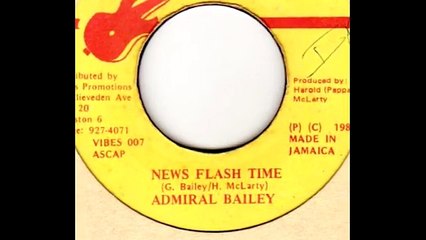 tributed by
s Promotions
lieveden Ave
20
ston 6
e: 927-4071
VIBES 007
ASCAP
Produced by:
Harold (Pappa
McLarty
(P) (C) 198
MADE IN
JAMAICA
NEWS FLASH TIME
(G. Bailey/H. McLarty)
ADMIRAL BAILEY